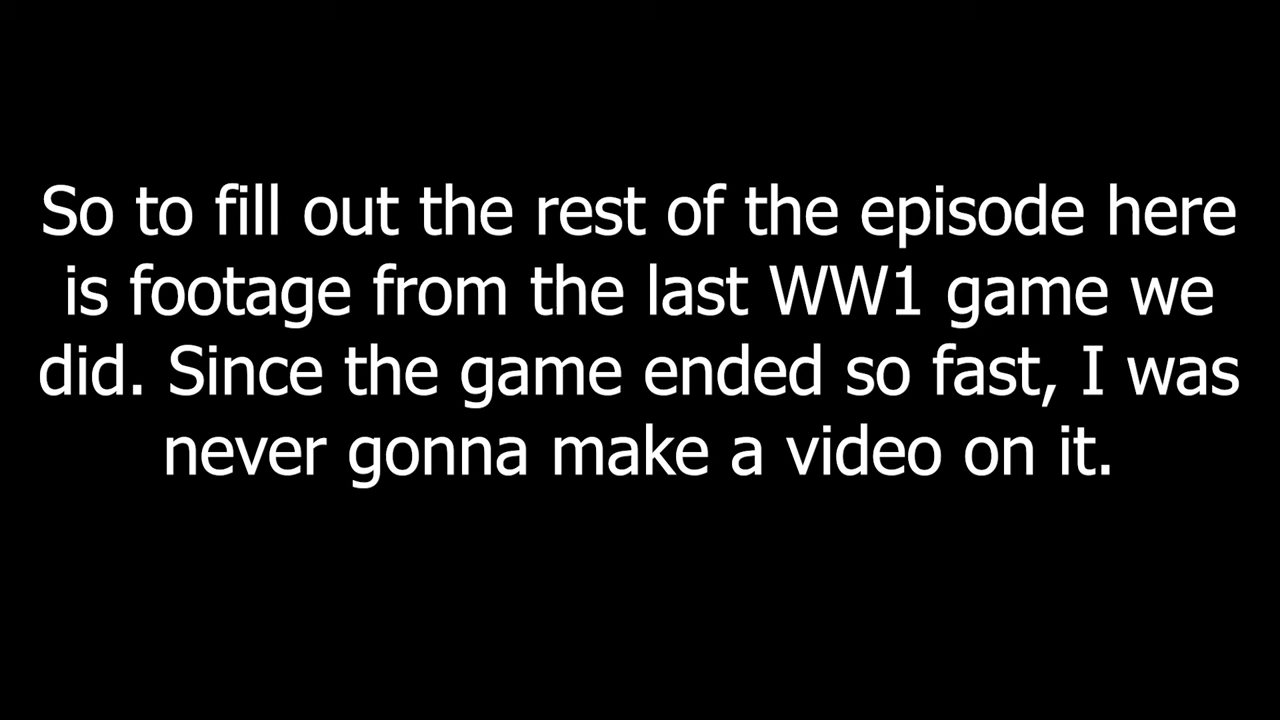 So to fill out the rest of the episode here
is footage from the last WW1 game we
did. Since the game ended so fast, I was
never gonna make a video on it.